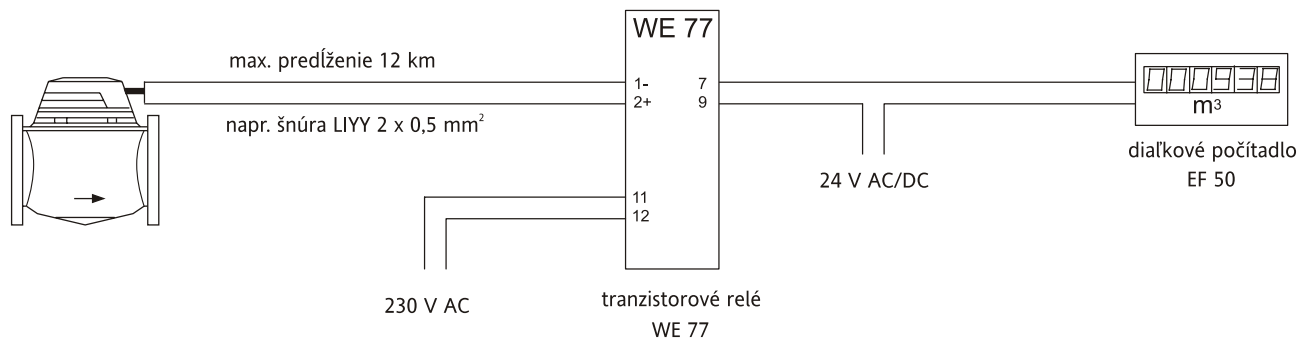 WE 77
max. predĺženie 12 km
1-
2+
7
9
000938
m³
napr. šnúra LIYY 2 x 0,5 mm²
diaľkové počítadlo
EF 50
24 V AC/DC
11
12
230 V AC
tranzistorové relé
WE 77